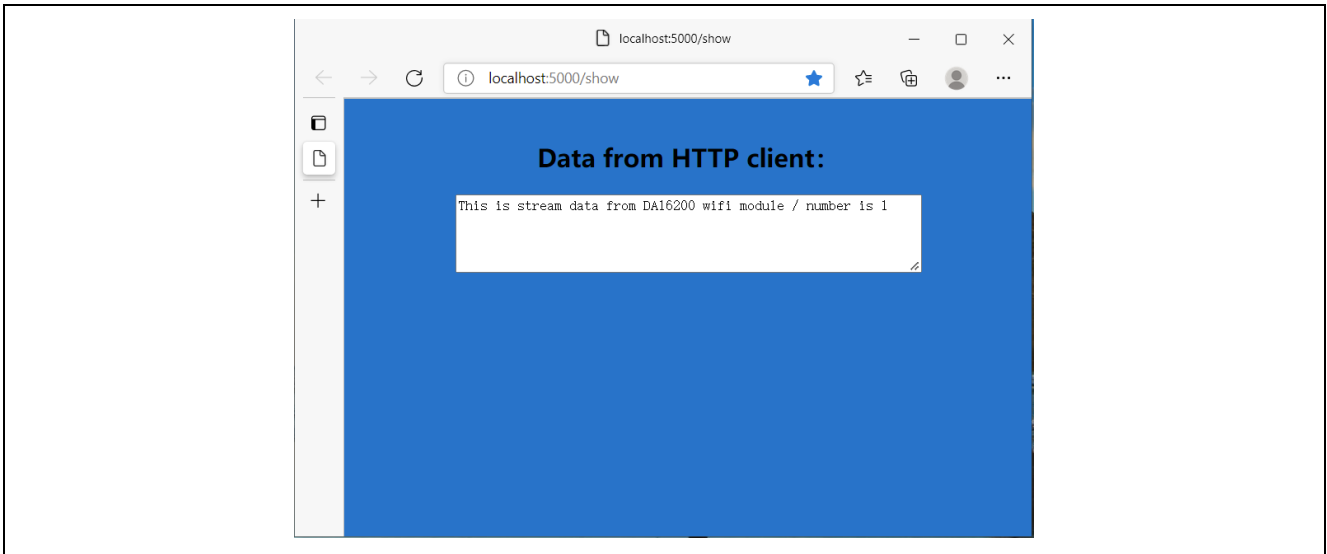 localhost:5000/show
localhost:5000/show
Data from HTTP client:
This is stream data from DA16200 wifi module / number is 1